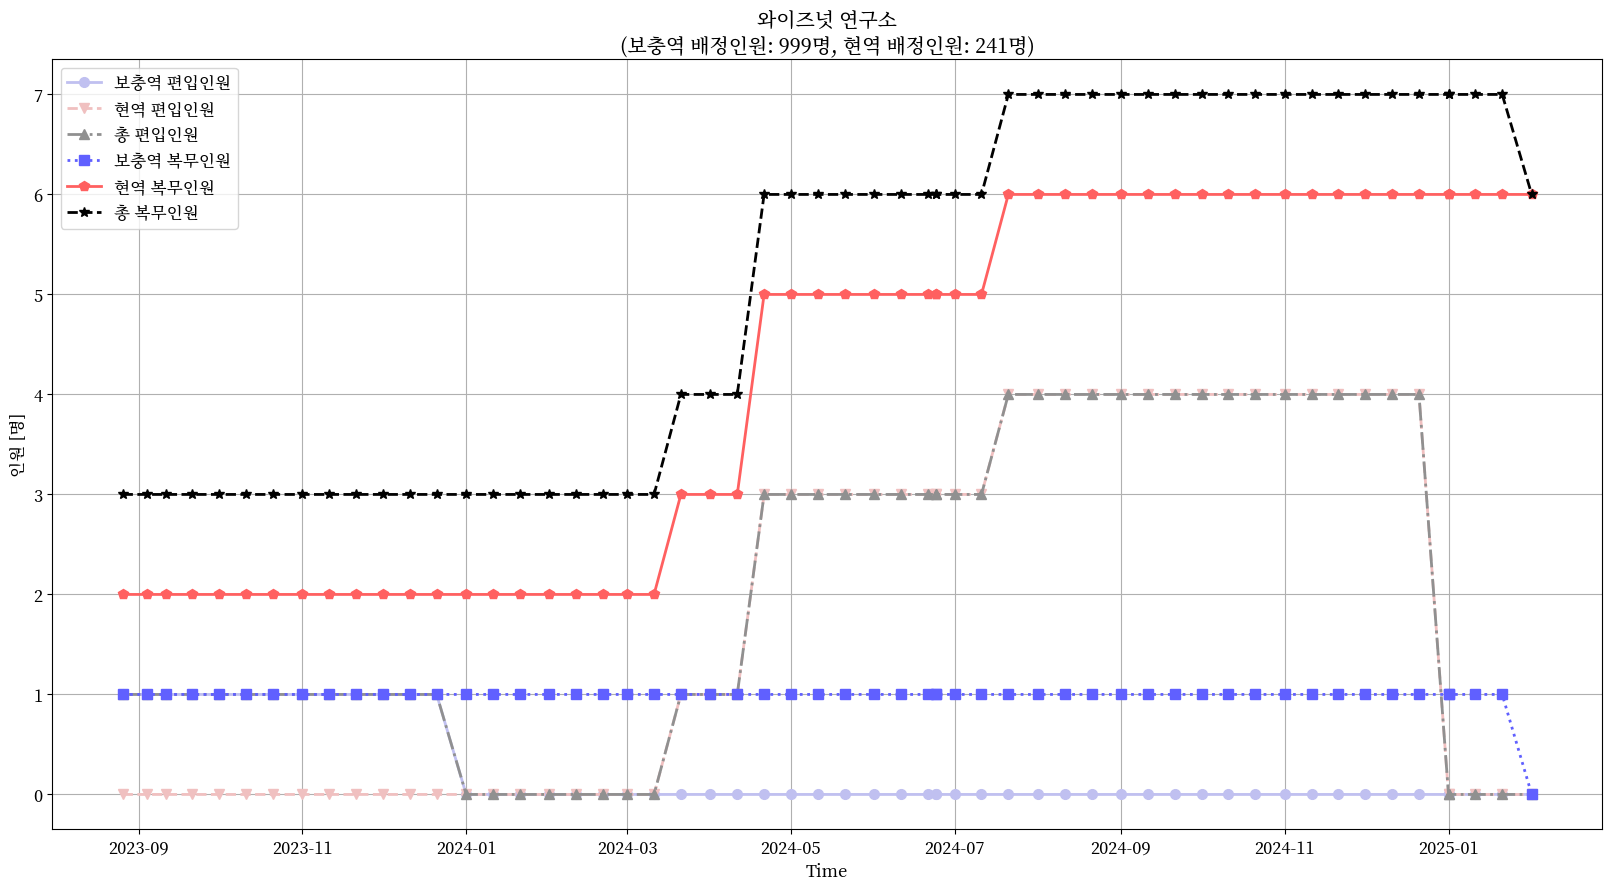 와이즈넛 연구소
(보충역 배정인원: 999명, 현역 배정인원: 241명)
보충역 편입인원
현역 편입인원
총 편입인원
보충역 복무인원
현역 복무인원
총 복무인원
인원 [명]
7
6
5
4
3
2
1
0
2023-09
2023-11
2024-01
2024-03
2024-05
2024-07
2024-09
2024-11
2025-01
Time